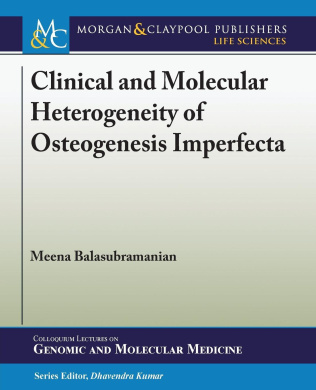 M&C
MORGAN & CLAYPOOL PUBLISHERS
LIFE SCIENCES
Clinical and Molecular
Heterogeneity of
Osteogenesis Imperfecta
Meena Balasubramanian
COLLOQUIUM LECTURES ON
GENOMIC AND MOLECULAR MEDICINE
Series Editor, Dhavendra Kumar